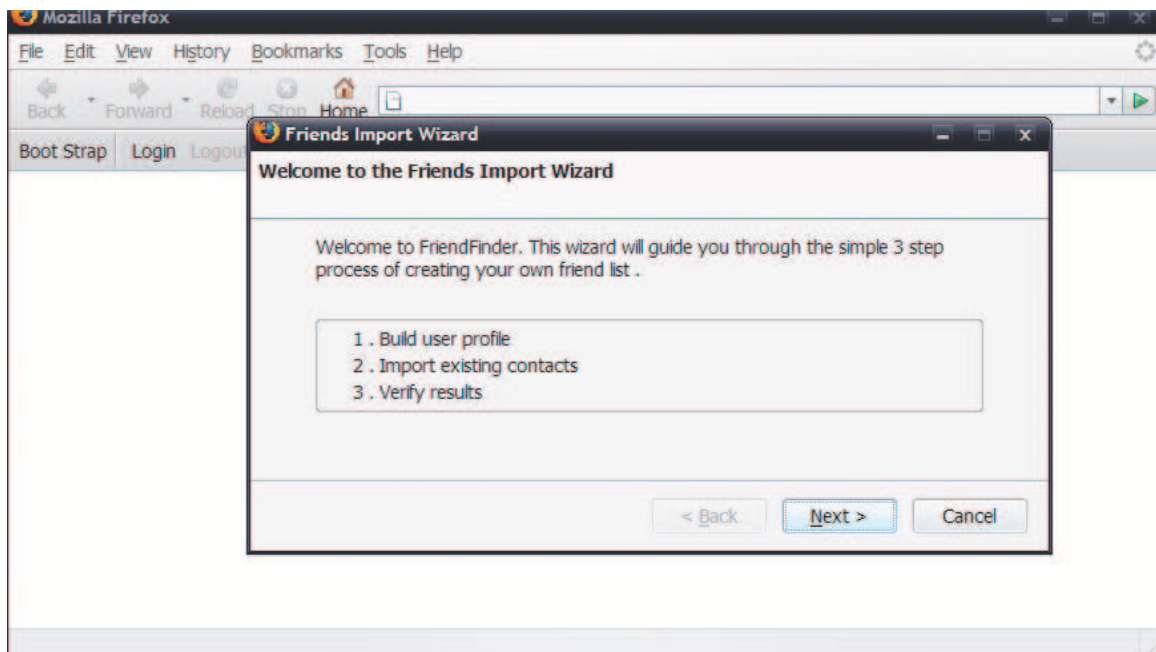 Mozilla Firefox
File Edit View History Bookmarks Tools Help
Back Forward Reload Stop Home
Boot Strap Login Logout
Friends Import Wizard
Welcome to the Friends Import Wizard
Welcome to FriendFinder. This wizard will guide you through the simple 3 step
process of creating your own friend list .
1 . Build user profile
2 . Import existing contacts
3 . Verify results
< Back Next > Cancel